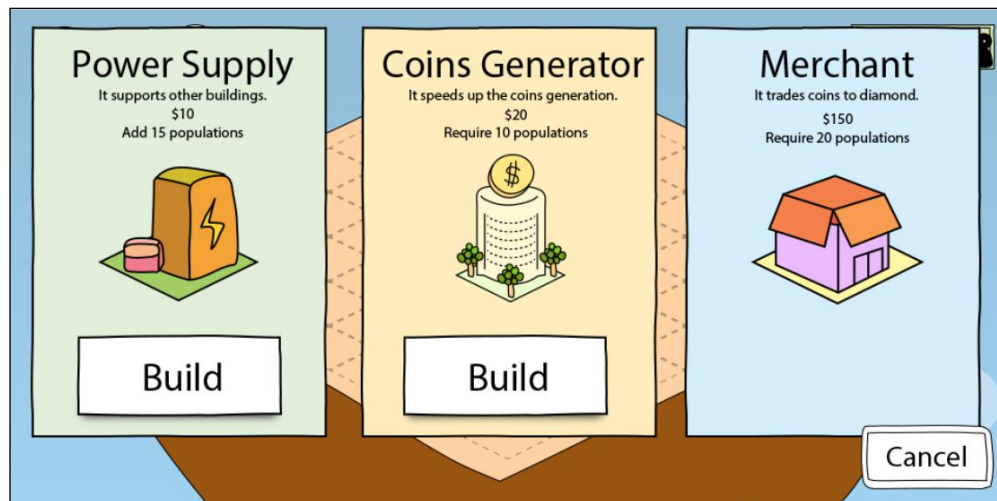 Power Supply
It supports other buildings.
$10
Add 15 populations
Build
Coins Generator
It speeds up the coins generation.
$20
Require 10 populations
$
Build
Merchant
It trades coins to diamond.
$150
Require 20 populations
Cancel